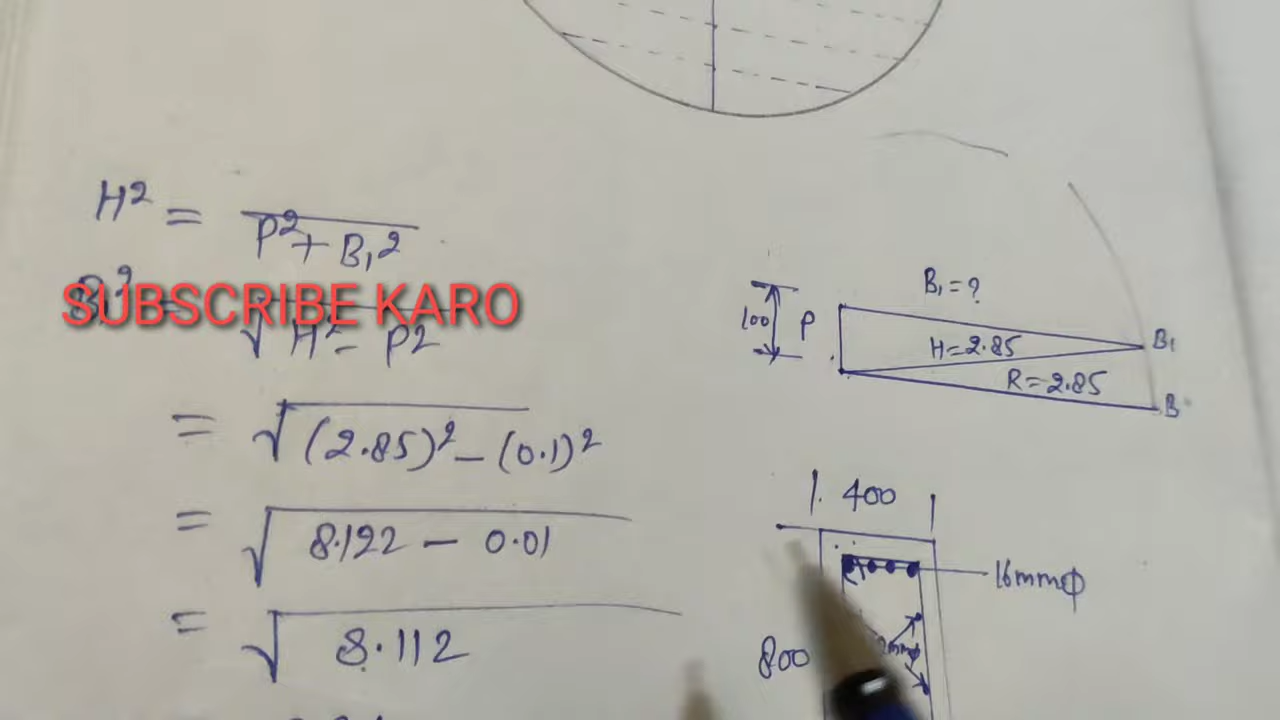 H² = P² + B₁²
SUBSCRIBE KARO
√ H² - P2
= √ (2.85)² - (0.1)²
= √ 8.122 - 0.01
= √ 8.112
B₁ = ?
100 P
H = 2.85
B₁
R = 2.85
B
400
16mmϕ
800